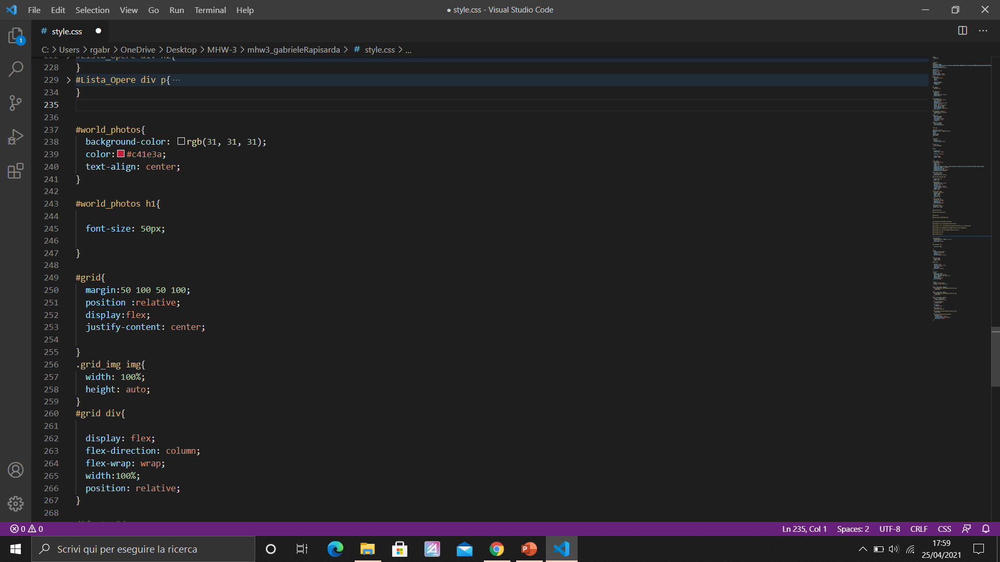 File Edit Selection View Go Run Terminal Help
● style.css - Visual Studio Code
1
# style.css ●
C: > Users > rgabr > OneDrive > Desktop > MHW-3 > mhw3_gabrieleRapisarda > # style.css > ...
228 }
229 > #Lista_Opere div p{ ···
234 }
235
236
237 #world_photos{
238 background-color: rgb(31, 31, 31);
239 color:#c41e3a;
240 text-align: center;
241 }
242
243 #world_photos h1{
244
245 font-size: 50px;
246
247 }
248
249 #grid{
250 margin:50 100 50 100;
251 position :relative;
252 display:flex;
253 justify-content: center;
254
255 }
256 .grid_img img{
257 width: 100%;
258 height: auto;
259 }
260 #grid div{
261
262 display: flex;
263 flex-direction: column;
264 flex-wrap: wrap;
265 width:100%;
266 position: relative;
267 }
268
0 0
Ln 235, Col 1 Spaces: 2 UTF-8 CRLF CSS
Scrivi qui per eseguire la ricerca
17:59
25/04/2021